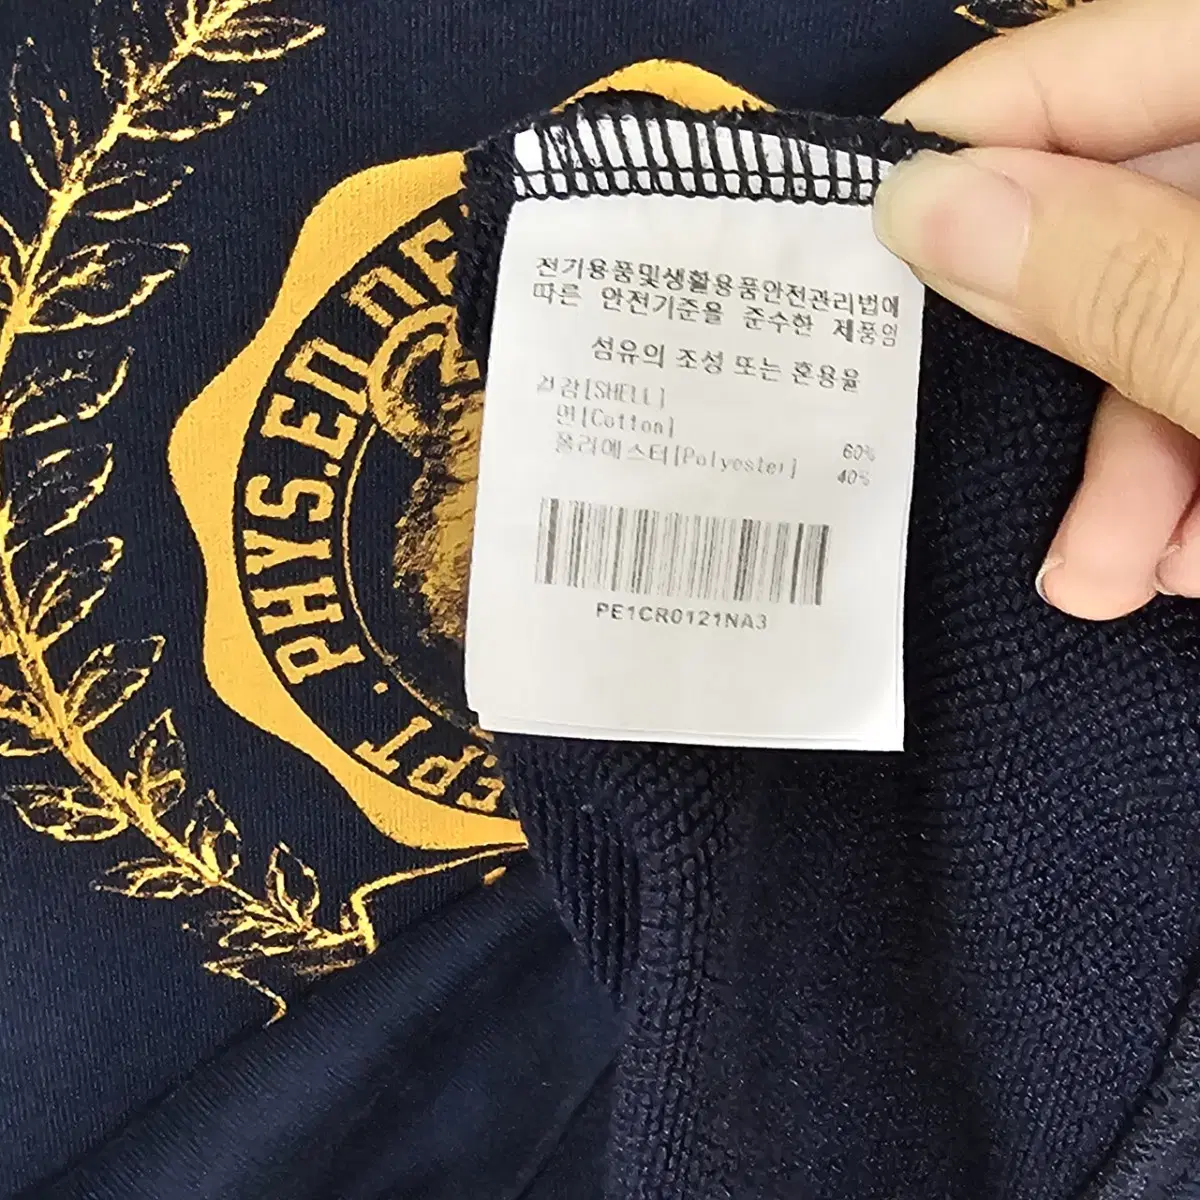 전기용품및생활용품안전관리법에
따른 안전기준을 준수한 제품임
섬유의 조성 또는 혼용율
겉감[SHELL]
면[Cotton] 60%
폴리에스터[Polyester] 40%
PE1CR0121NA3
PHYS.ED DE
EPT.